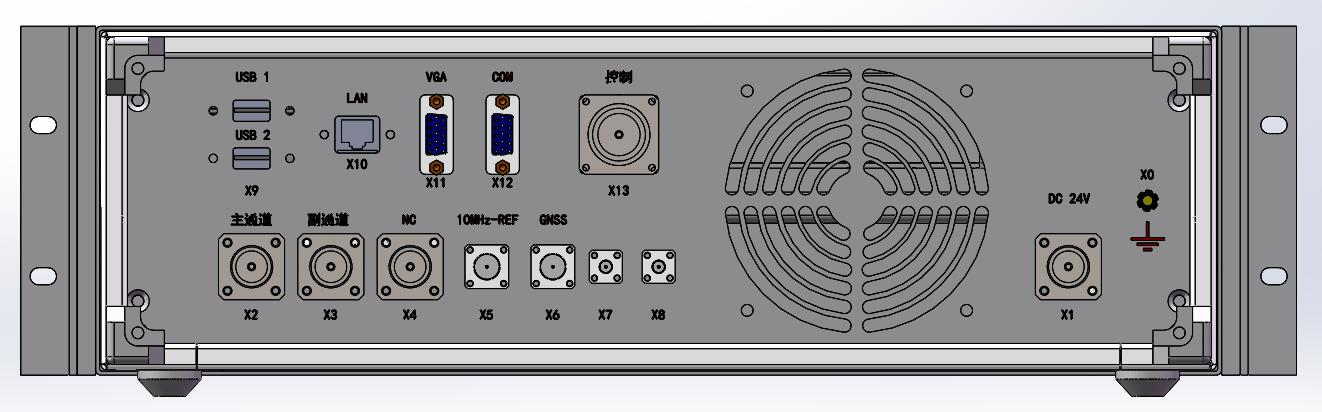 USB 1
USB 2
X9
LAN
X10
VGA
X11
COM
X12
控制
X13
主通道
X2
副通道
X3
NC
X4
10MHz-REF
X5
GNSS
X6
X7
X8
DC 24V
X1
X0